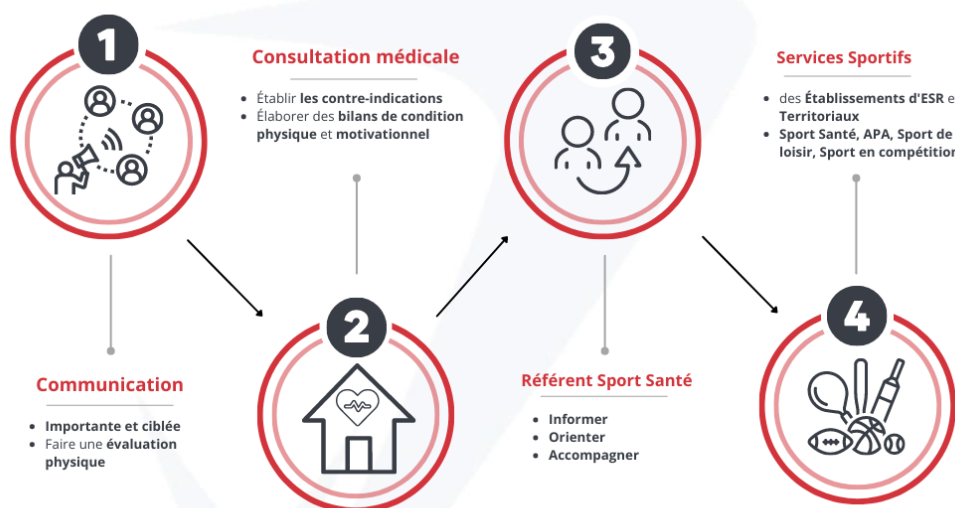 1
Communication
• Importante et ciblée
• Faire une évaluation
physique
2
Consultation médicale
• Établir les contre-indications
• Élaborer des bilans de condition
physique et motivationnel
3
Référent Sport Santé
• Informer
• Orienter
• Accompagner
4
Services Sportifs
• des Établissements d'ESR e
Territoriaux
• Sport Santé, APA, Sport de
loisir, Sport en compétition